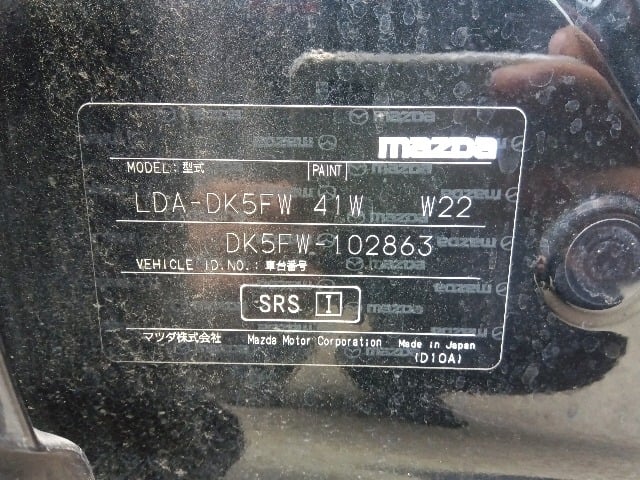 mazda
MODEL: 型式 PAINT
LDA-DK5FW 41W W22
DK5FW-102863
VEHICLE ID.NO.: 車台番号
SRS I
マツダ株式会社 Mazda Motor Corporation Made in Japan
(D10A)